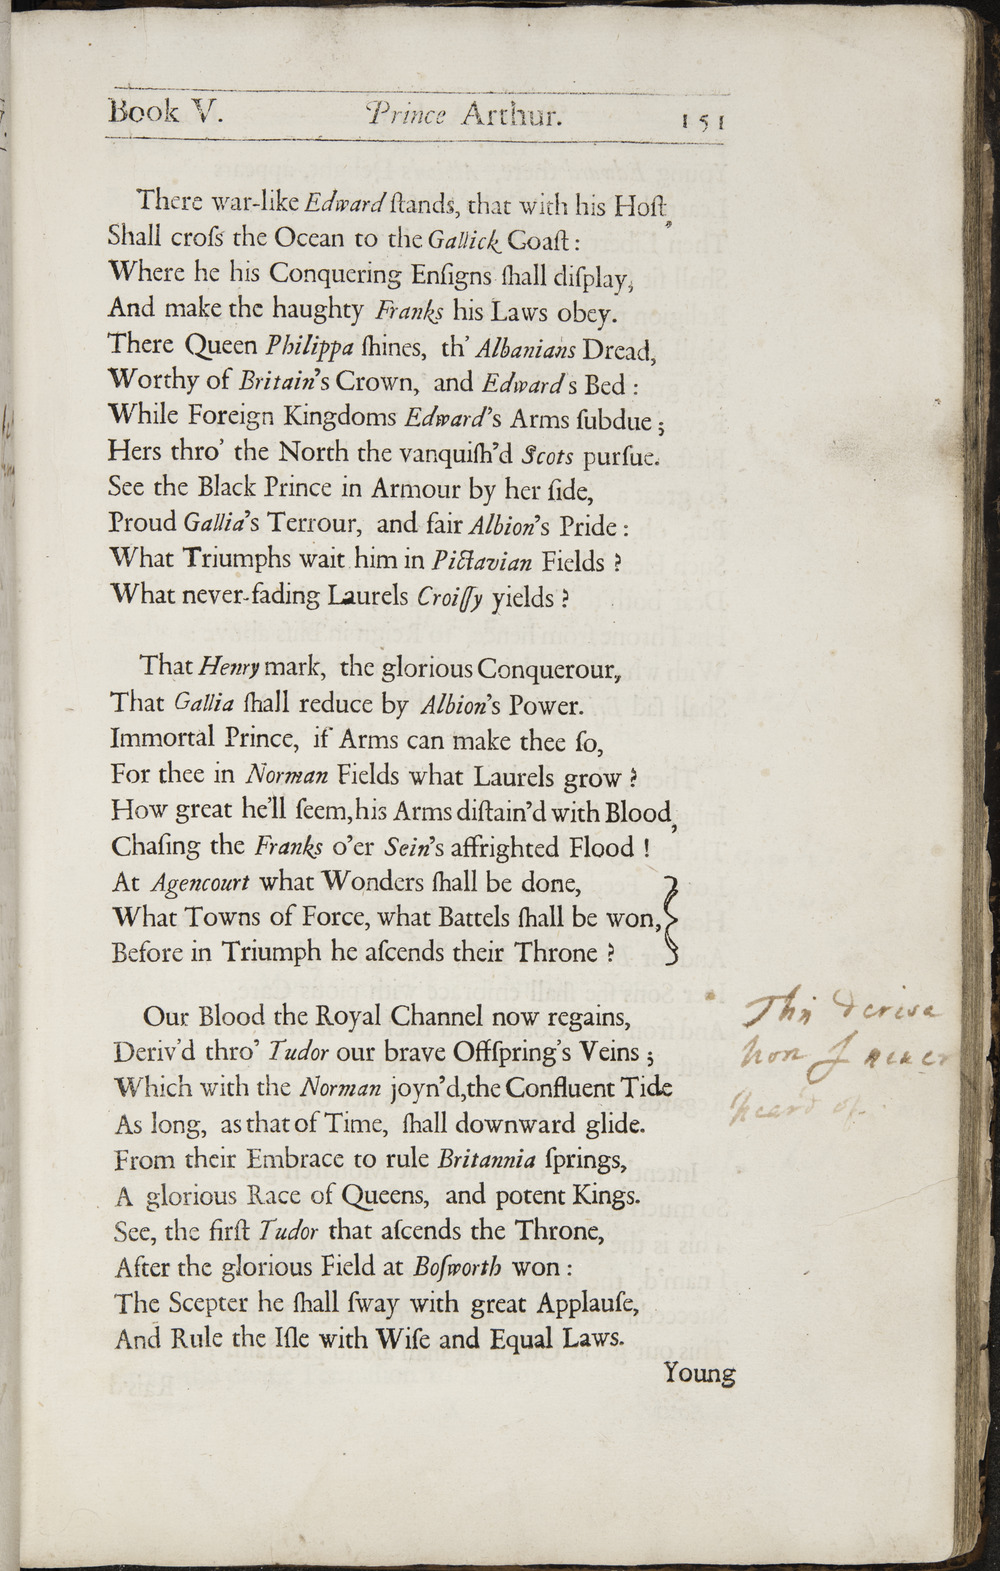 Book V. Prince Arthur. 151
There war-like Edward ſtands, that with his Hoſt,
Shall croſs the Ocean to the Gallick Coaſt:
Where he his Conquering Enſigns ſhall diſplay,
And make the haughty Franks his Laws obey.
There Queen Philippa ſhines, th' Albanians Dread,
Worthy of Britain's Crown, and Edward's Bed:
While Foreign Kingdoms Edward's Arms ſubdue;
Hers thro' the North the vanquiſh'd Scots purſue.
See the Black Prince in Armour by her ſide,
Proud Gallia's Terrour, and fair Albion's Pride:
What Triumphs wait him in Pictavian Fields?
What never-fading Laurels Croiſſy yields?
That Henry mark, the glorious Conquerour,
That Gallia ſhall reduce by Albion's Power.
Immortal Prince, if Arms can make thee ſo,
For thee in Norman Fields what Laurels grow?
How great he'll ſeem, his Arms diſtain'd with Blood,
Chaſing the Franks o'er Sein's affrighted Flood!
At Agencourt what Wonders ſhall be done,
What Towns of Force, what Battels ſhall be won,
Before in Triumph he aſcends their Throne?
Our Blood the Royal Channel now regains,
Deriv'd thro' Tudor our brave Offſpring's Veins;
Which with the Norman joyn'd, the Confluent Tide
As long, as that of Time, ſhall downward glide.
From their Embrace to rule Britannia ſprings,
A glorious Race of Queens, and potent Kings.
See, the firſt Tudor that aſcends the Throne,
After the glorious Field at Boſworth won:
The Scepter he ſhall ſway with great Applauſe,
And Rule the Iſle with Wiſe and Equal Laws.
Young
This deriva
tion I never
heard of.